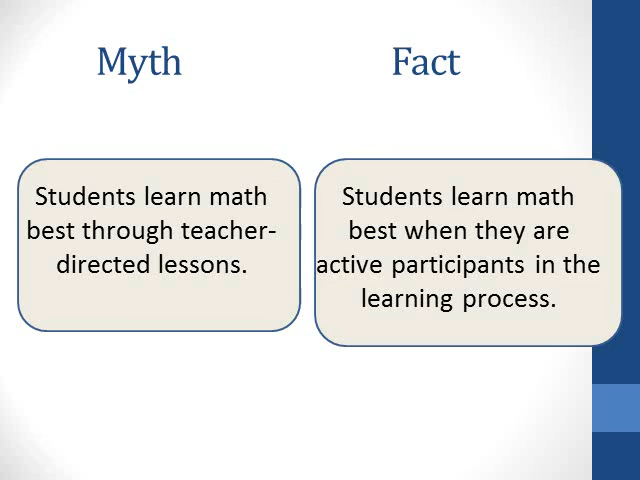 Myth
Fact
Students learn math
best through teacher-
directed lessons.
Students learn math
best when they are
active participants in the
learning process.